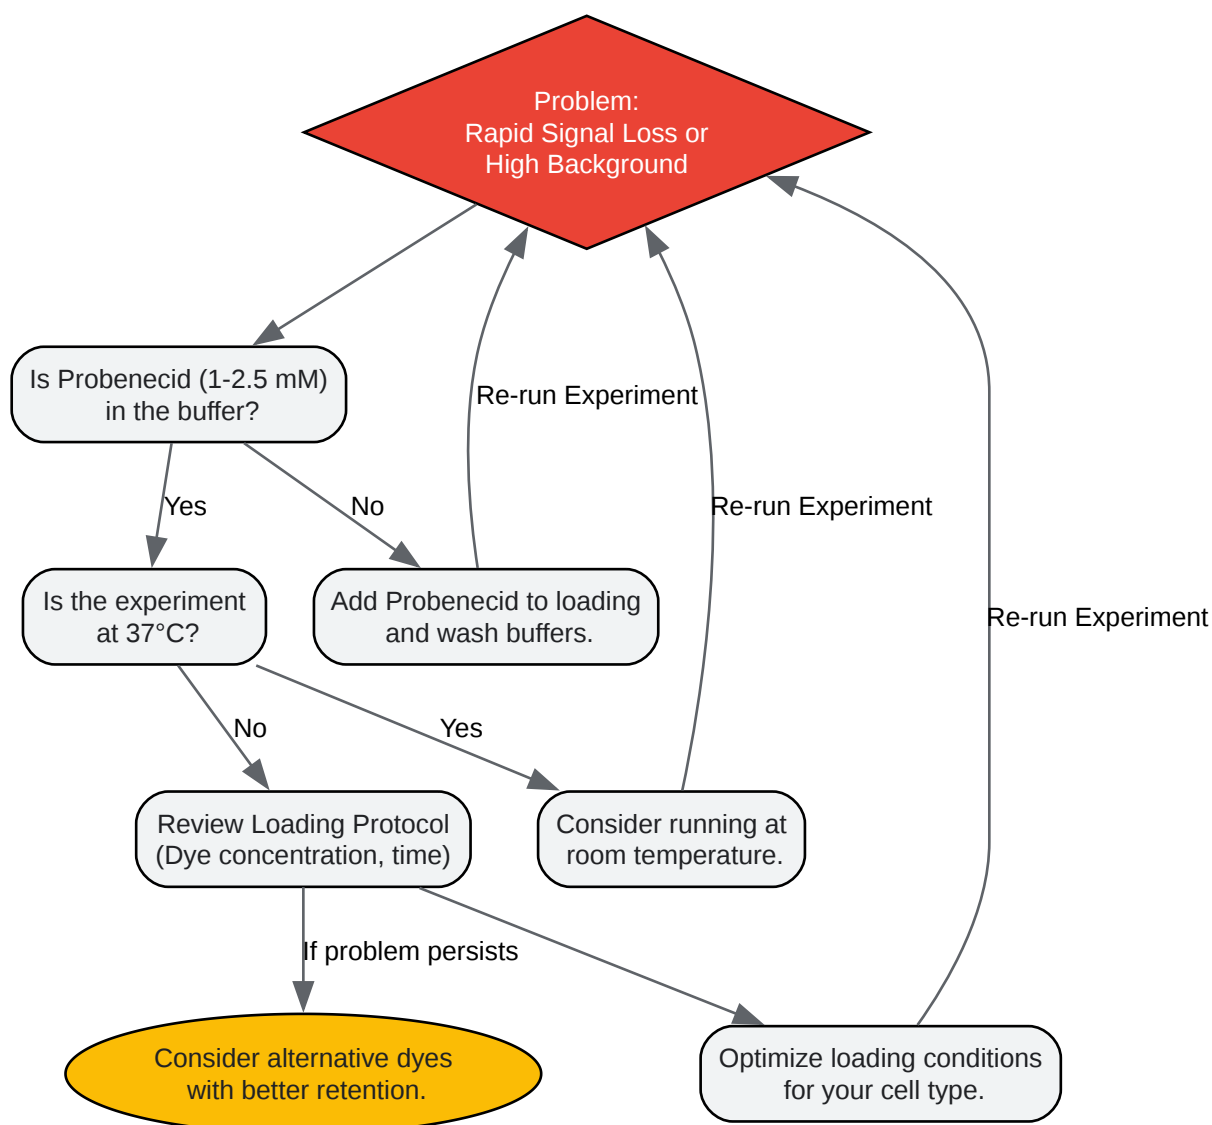 Problem:
Rapid Signal Loss or
High Background
Is Probenecid (1-2.5 mM)
in the buffer?
Re-run Experiment
Yes
No
Re-run Experiment
Is the experiment
at 37°C?
Add Probenecid to loading
and wash buffers.
Re-run Experiment
No
Yes
Review Loading Protocol
(Dye concentration, time)
Consider running at
room temperature.
If problem persists
Consider alternative dyes
with better retention.
Optimize loading conditions
for your cell type.